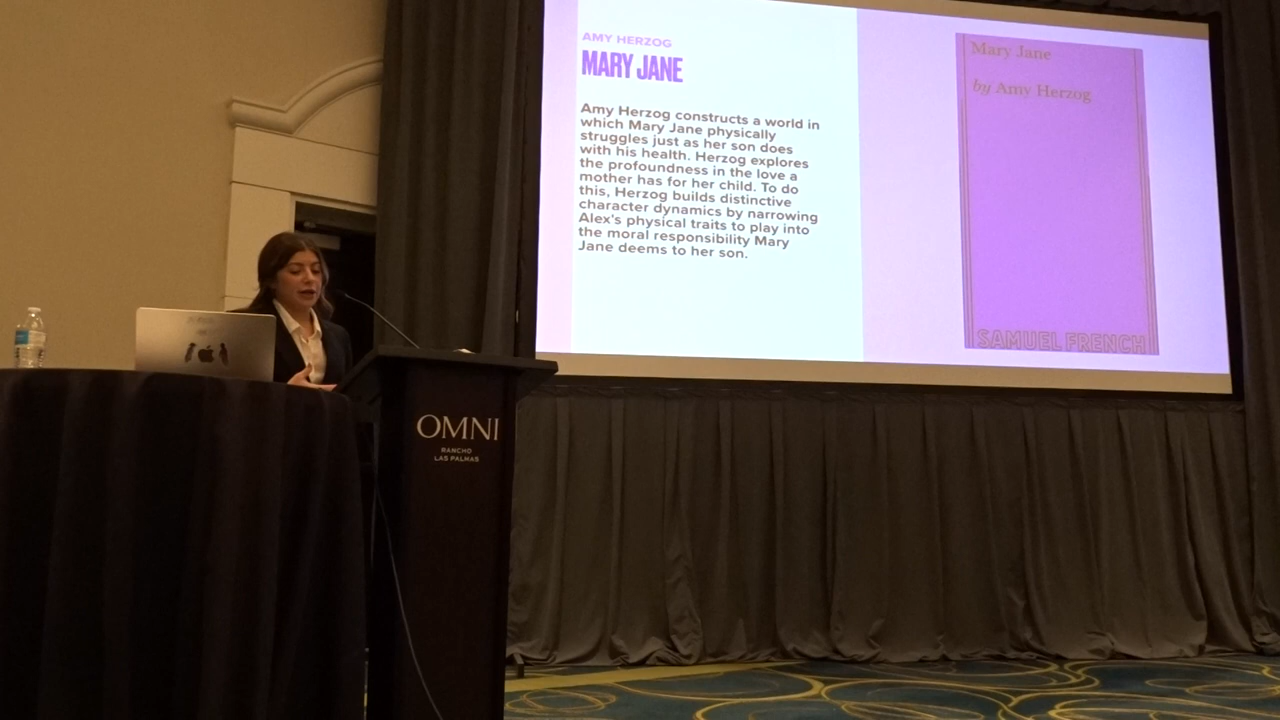 AMY HERZOG
MARY JANE
Amy Herzog constructs a world in
which Mary Jane physically
struggles just as her son does
with his health. Herzog explores
the profoundness in the love a
mother has for her child. To do
this, Herzog builds distinctive
character dynamics by narrowing
Alex's physical traits to play into
the moral responsibility Mary
Jane deems to her son.
Mary Jane
by Amy Herzog
SAMUEL FRENCH
OMNI
RANCHO
LAS PALMAS